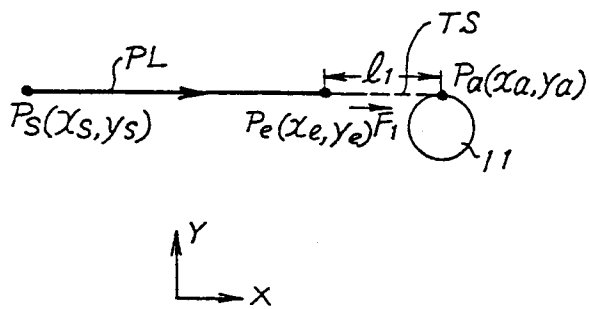 TS
PL
l1
Pa(xa,ya)
Ps(xs,ys)
Pe(xe,ye)
F1
11
Y
X